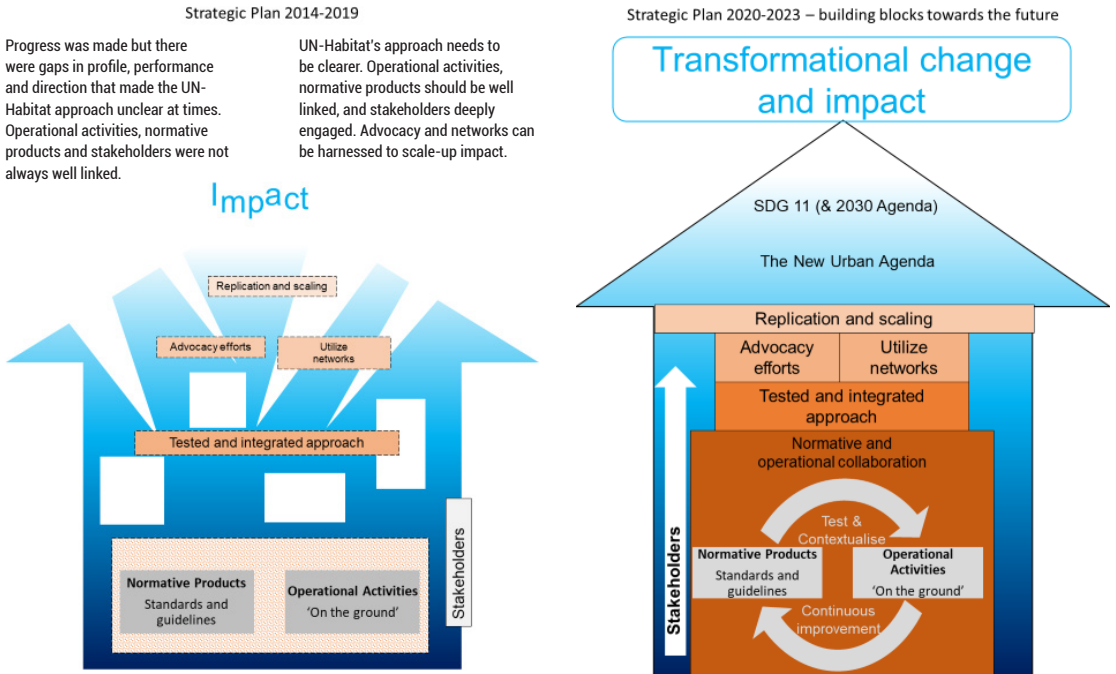 Strategic Plan 2014-2019
Progress was made but there
were gaps in profile, performance
and direction that made the UN-
Habitat approach unclear at times.
Operational activities, normative
products and stakeholders were not
always well linked.
UN-Habitat's approach needs to
be clearer. Operational activities,
normative products should be well
linked, and stakeholders deeply
engaged. Advocacy and networks can
be harnessed to scale-up impact.
Impact
Replication and scaling
Advocacy efforts
Utilize
networks
Tested and integrated approach
Stakeholders
Normative Products
Standards and
guidelines
Operational Activities
‘On the ground’
Strategic Plan 2020-2023 – building blocks towards the future
Transformational change
and impact
SDG 11 (& 2030 Agenda)
The New Urban Agenda
Replication and scaling
Advocacy
efforts
Utilize
networks
Tested and integrated
approach
Normative and
operational collaboration
Stakeholders
Test &
Contextualise
Normative Products
Standards and
guidelines
Operational
Activities
‘On the ground’
Continuous
improvement